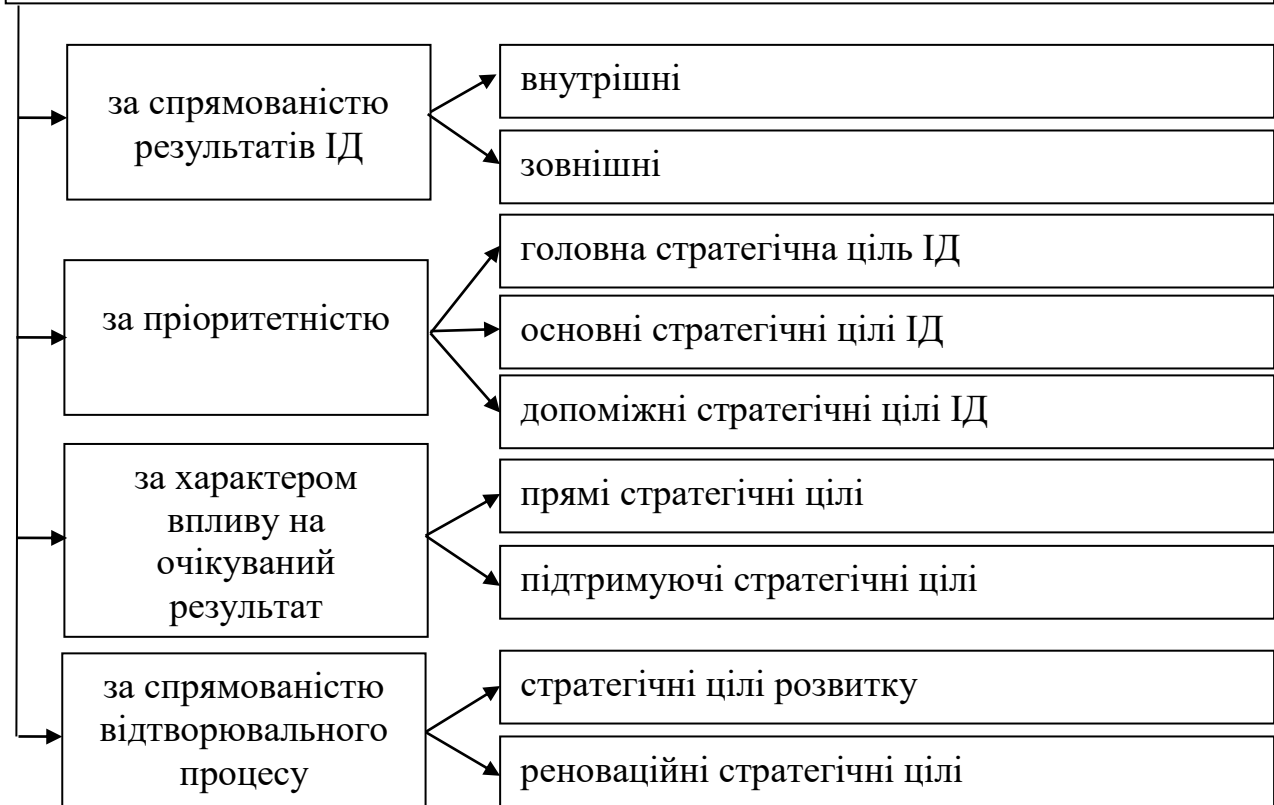 за спрямованістю
результатів ІД
внутрішні
зовнішні
за пріоритетністю
головна стратегічна ціль ІД
основні стратегічні цілі ІД
допоміжні стратегічні цілі ІД
за характером
впливу на
очікуваний
результат
прямі стратегічні цілі
підтримуючі стратегічні цілі
за спрямованістю
відтворювального
процесу
стратегічні цілі розвитку
реноваційні стратегічні цілі